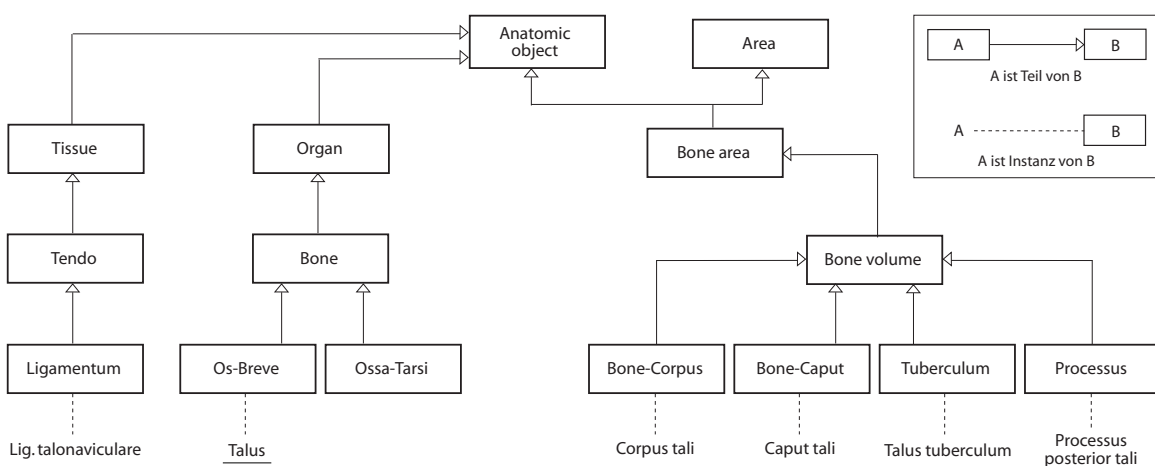 Anatomic
object
Area
A
B
A ist Teil von B
A
B
A ist Instanz von B
Tissue
Organ
Bone area
Tendo
Bone
Bone volume
Ligamentum
Os-Breve
Ossa-Tarsi
Bone-Corpus
Bone-Caput
Tuberculum
Processus
Lig. talonaviculare
Talus
Corpus tali
Caput tali
Talus tuberculum
Processus
posterior tali